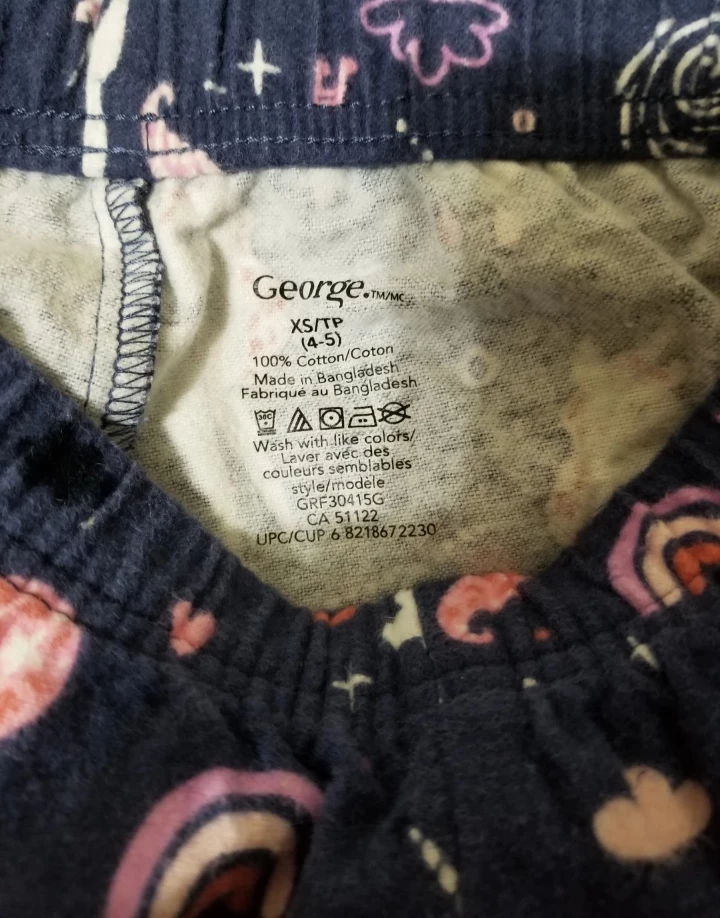 George.TM/MC
XS/TP
(4-5)
100% Cotton/Coton
Made in Bangladesh
Fabriqué au Bangladesh
30C
Wash with like colors/
Laver avec des
couleurs semblables
style/modèle
GRF30415G
CA 51122
UPC/CUP 6 8218672230